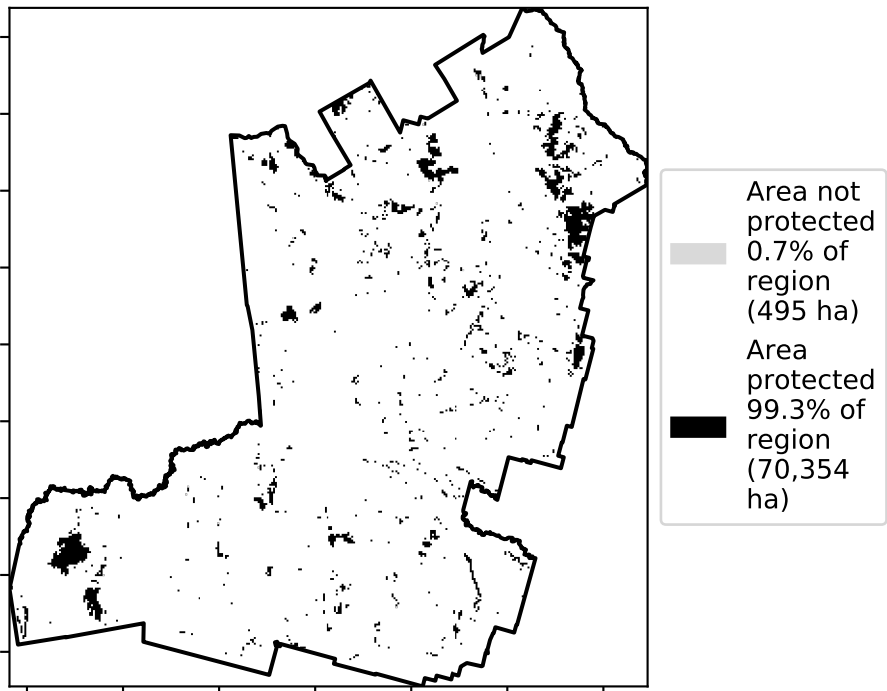 Area not
protected
0.7% of
region
(495 ha)
Area
protected
99.3% of
region
(70,354
ha)